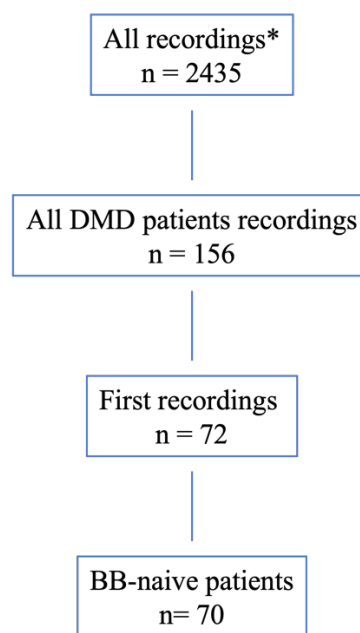 All recordings*
n = 2435
All DMD patients recordings
n = 156
First recordings
n = 72
BB-naive patients
n= 70